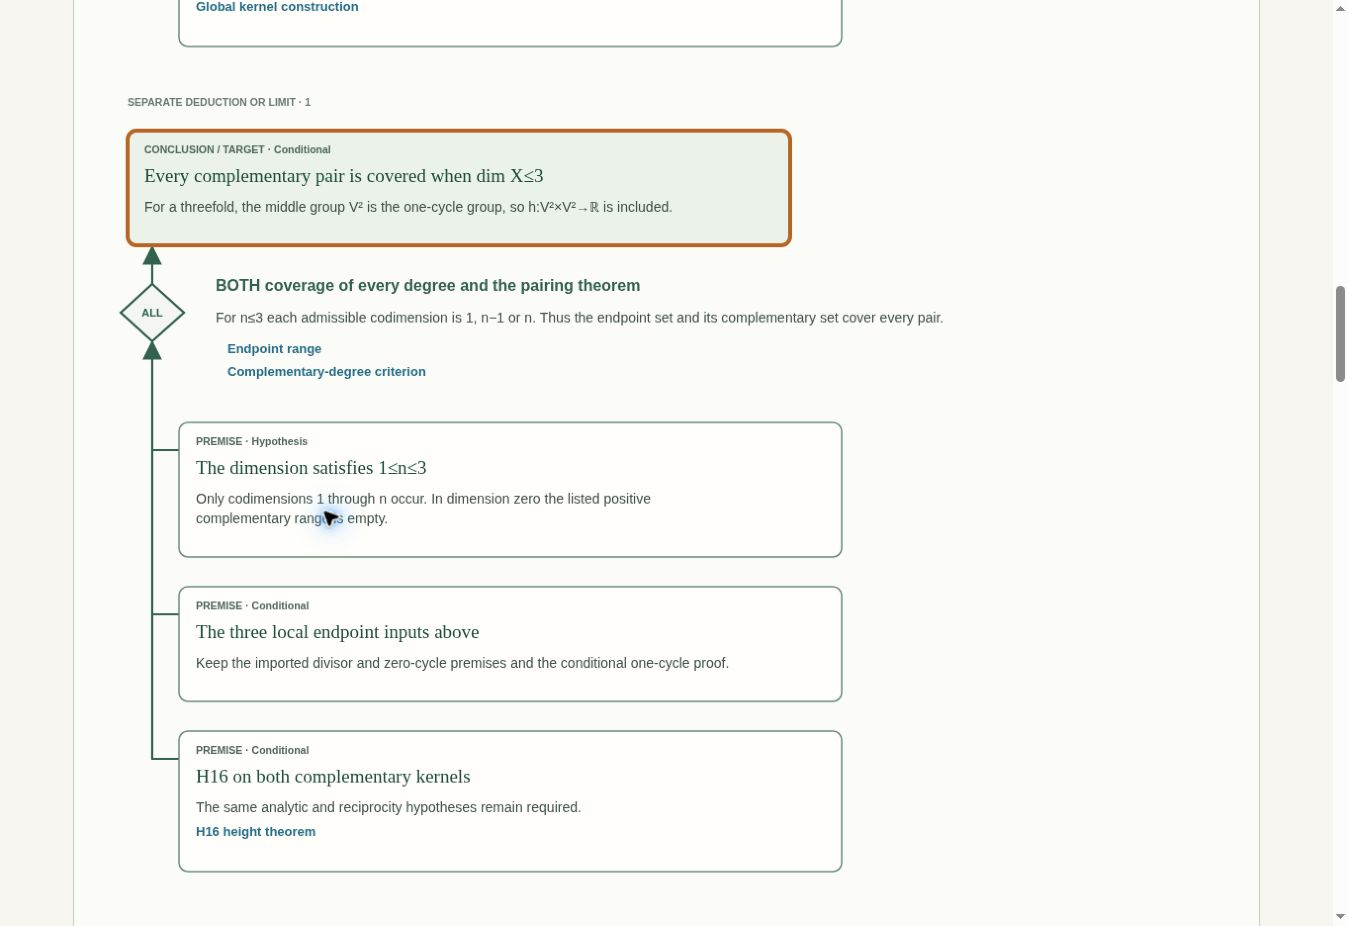 Global kernel construction
SEPARATE DEDUCTION OR LIMIT · 1
CONCLUSION / TARGET · Conditional
Every complementary pair is covered when dim X≤3
For a threefold, the middle group V² is the one-cycle group, so h:V²×V²→ℝ is included.
ALL
BOTH coverage of every degree and the pairing theorem
For n≤3 each admissible codimension is 1, n−1 or n. Thus the endpoint set and its complementary set cover every pair.
Endpoint range
Complementary-degree criterion
PREMISE · Hypothesis
The dimension satisfies 1≤n≤3
Only codimensions 1 through n occur. In dimension zero the listed positive
complementary range is empty.
PREMISE · Conditional
The three local endpoint inputs above
Keep the imported divisor and zero-cycle premises and the conditional one-cycle proof.
PREMISE · Conditional
H16 on both complementary kernels
The same analytic and reciprocity hypotheses remain required.
H16 height theorem